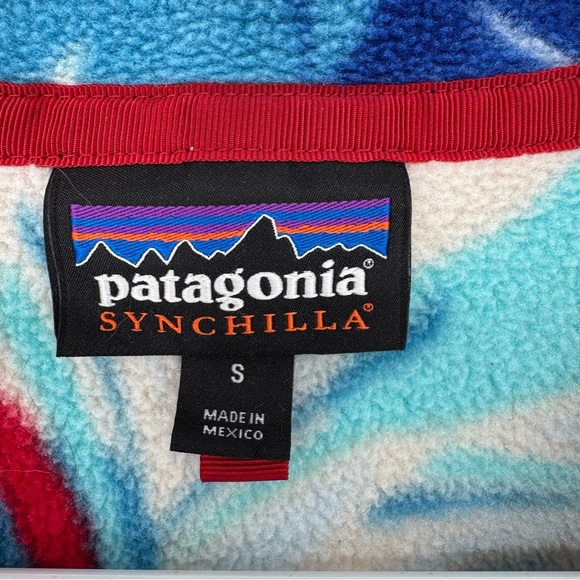 patagonia®
SYNCHILLA®
S
MADE IN
MEXICO